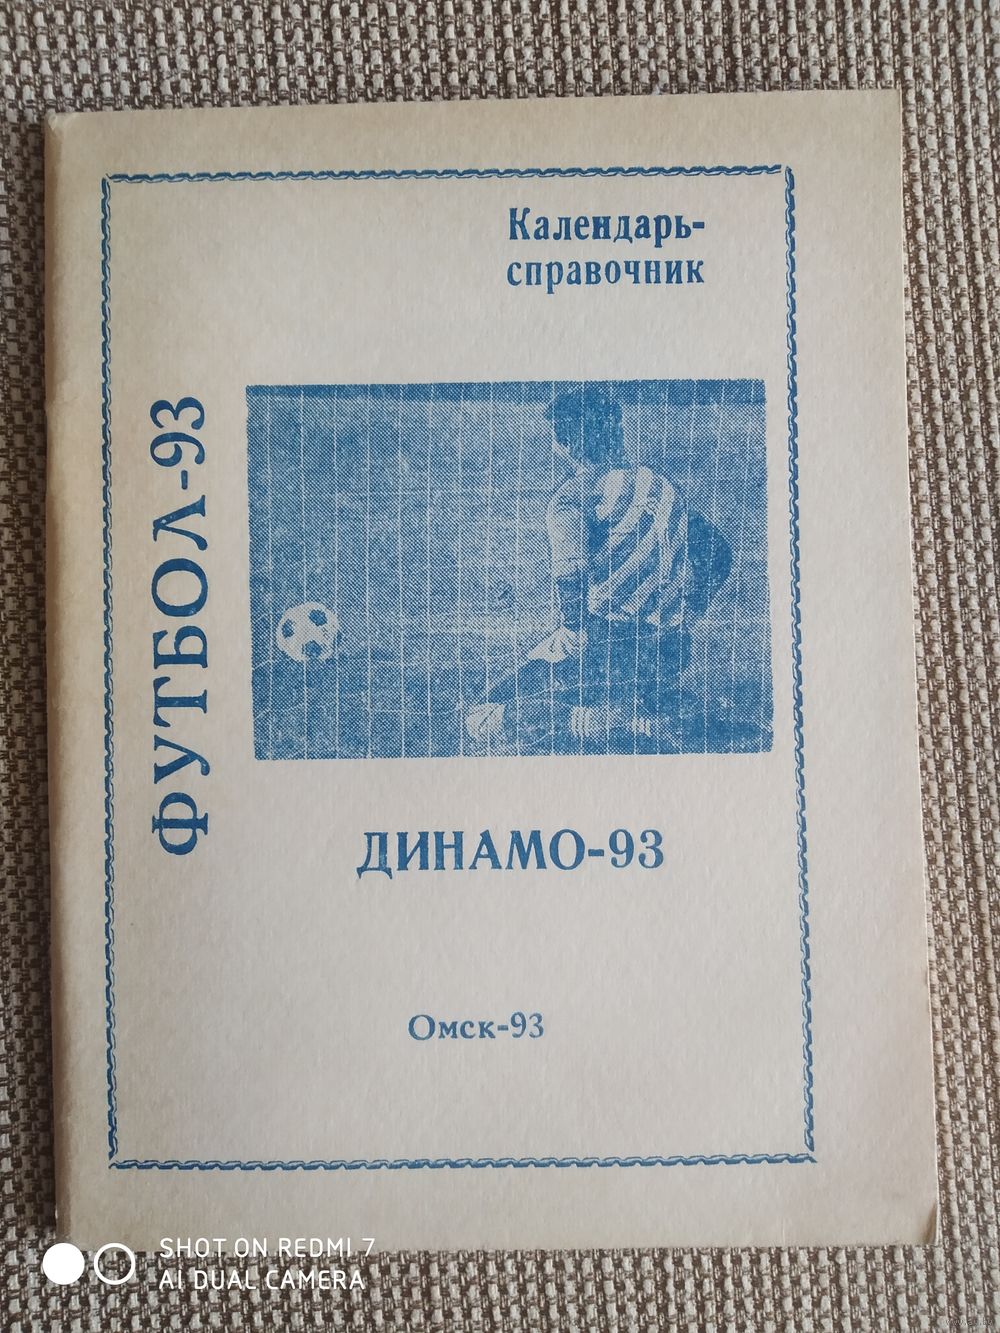 Календарь-
справочник
ФУТБОЛ-93
ДИНАМО-93
Омск-93
SHOT ON REDMI 7
AI DUAL CAMERA